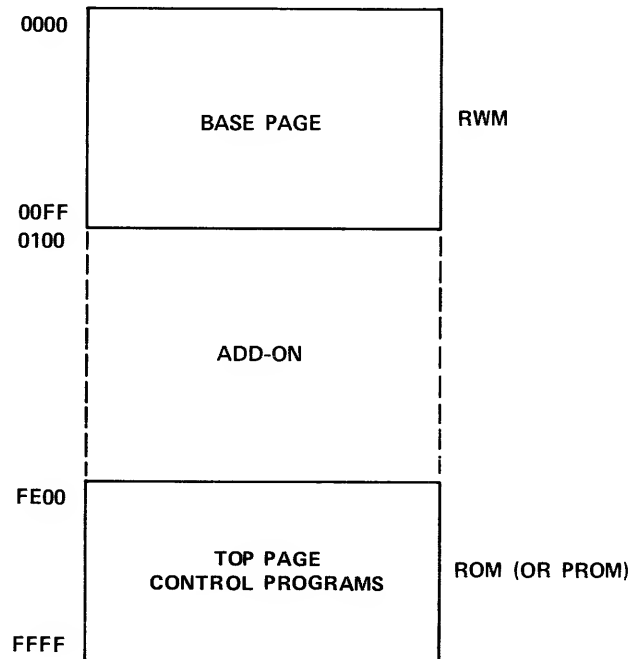 0000
BASE PAGE
RWM
00FF
0100
ADD-ON
FE00
TOP PAGE
CONTROL PROGRAMS
ROM (OR PROM)
FFFF